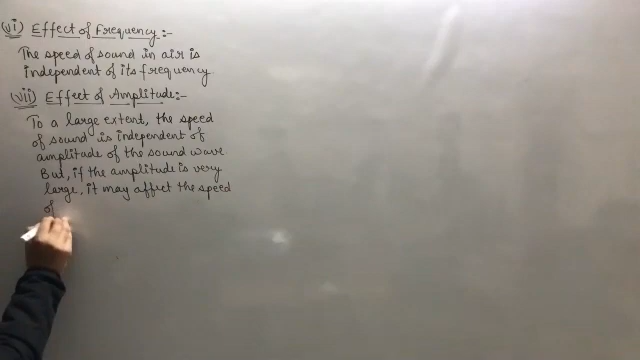 (vi) Effect of Frequency:-
The speed of sound in air is
independent of its frequency
(vii) Effect of Amplitude:-
To a large extent, the speed
of sound is independent of
amplitude of the sound wave
But, if the amplitude is very
large, it may affect the speed
of